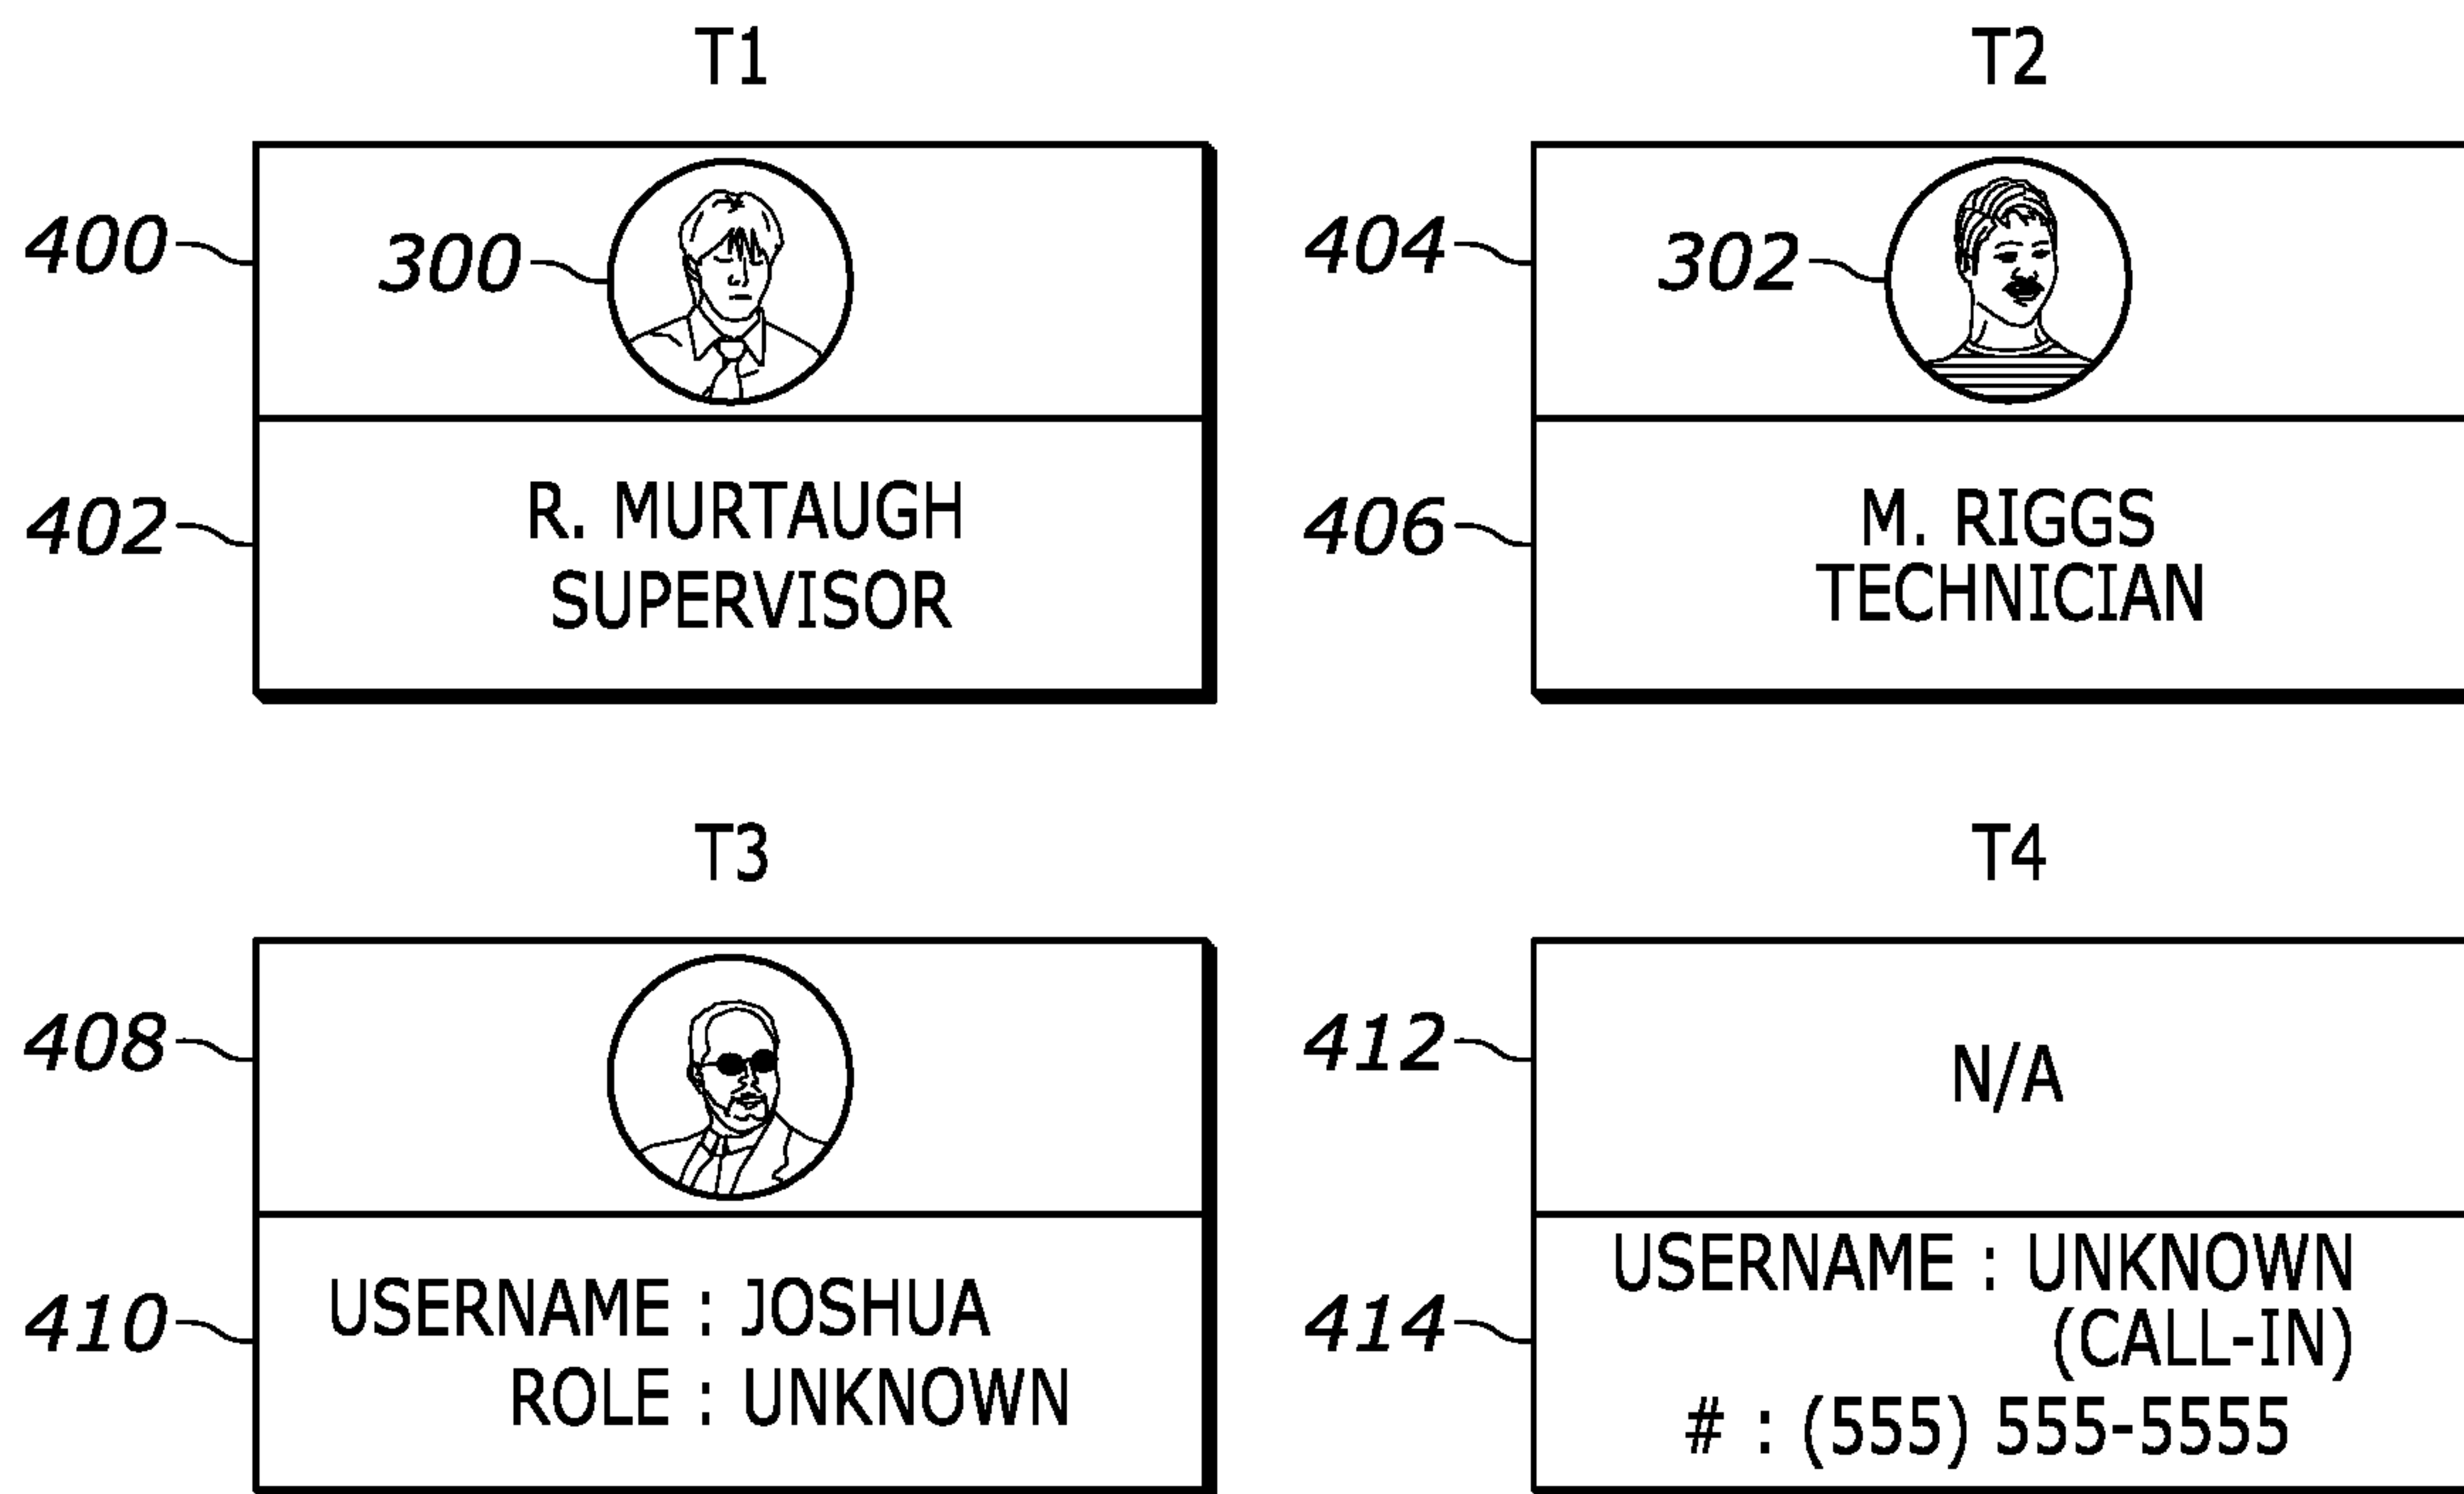 T1
400
300
R. MURTAUGH
402
SUPERVISOR
T2
404
302
M. RIGGS
406
TECHNICIAN
T3
408
USERNAME : JOSHUA
410
ROLE : UNKNOWN
T4
412
N/A
USERNAME : UNKNOWN
414
(CALL-IN)
# : (555) 555-5555